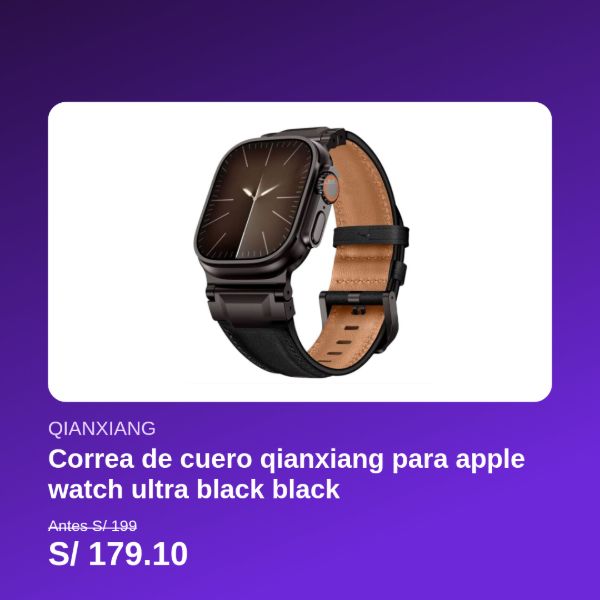 QIANXIANG
Correa de cuero qianxiang para apple
watch ultra black black
Antes S/ 199
S/ 179.10